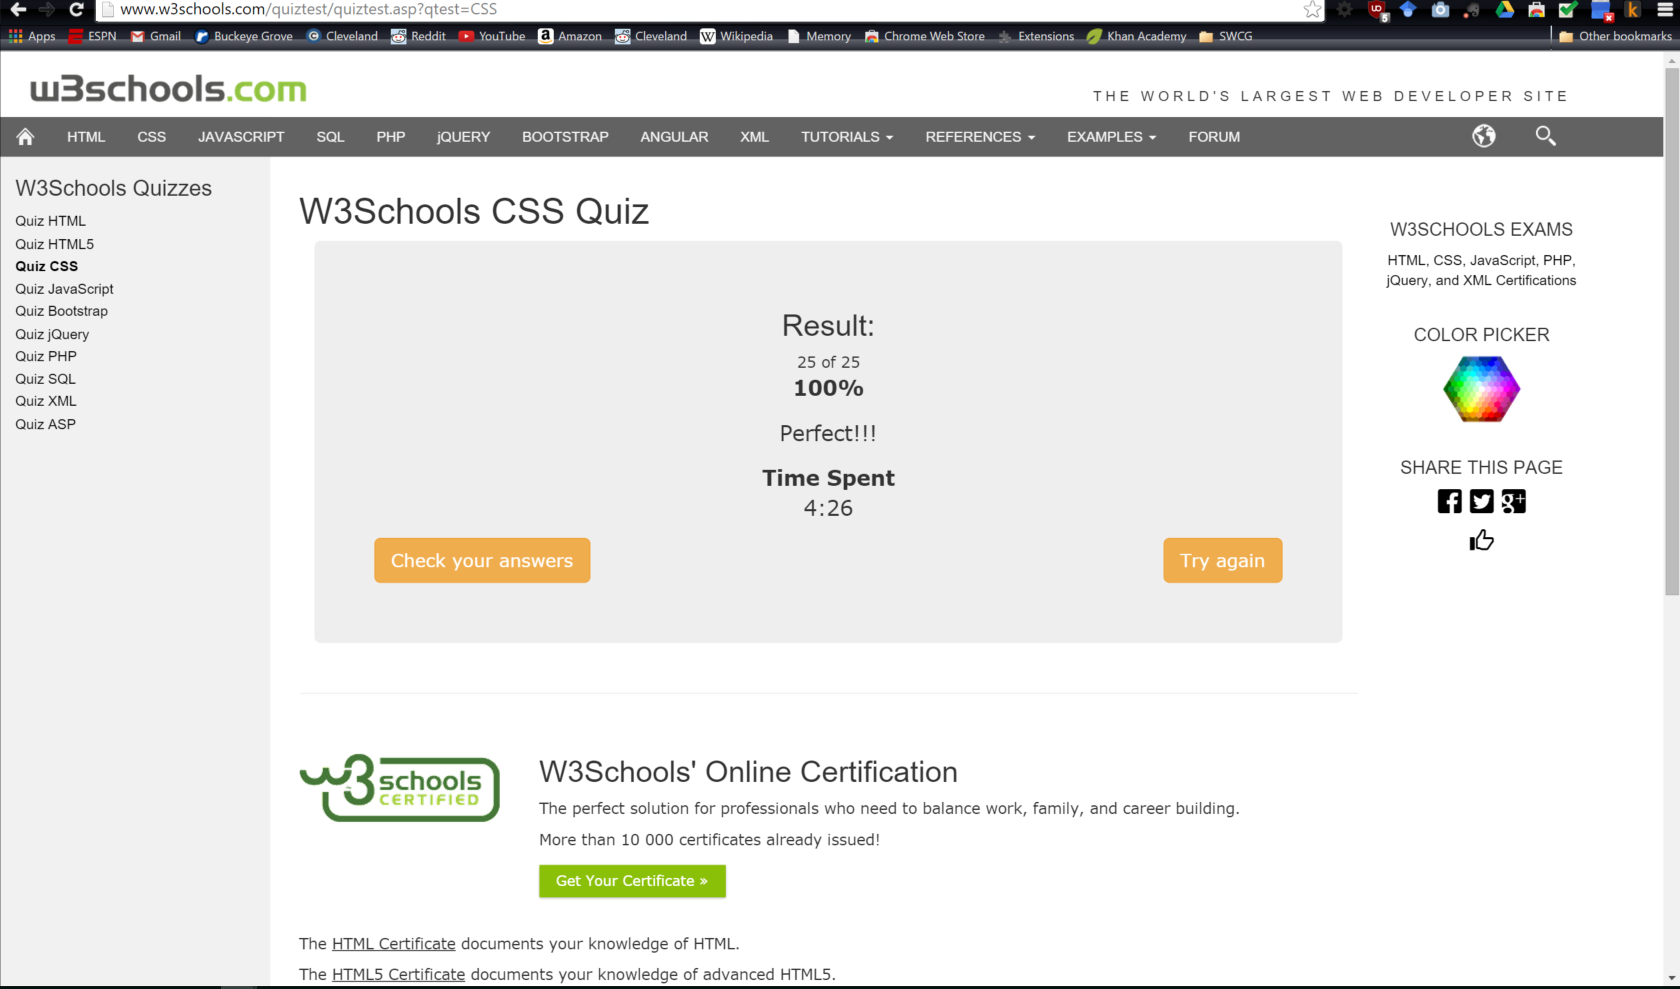 www.w3schools.com/quiztest/quiztest.asp?qtest=CSS
5
Apps ESPN Gmail Buckeye Grove Cleveland Reddit YouTube Amazon Cleveland Wikipedia Memory Chrome Web Store Extensions Khan Academy SWCG Other bookmarks
w3schools.com
THE WORLD'S LARGEST WEB DEVELOPER SITE
HTML CSS JAVASCRIPT SQL PHP jQUERY BOOTSTRAP ANGULAR XML TUTORIALS REFERENCES EXAMPLES FORUM
W3Schools Quizzes
Quiz HTML
Quiz HTML5
Quiz CSS
Quiz JavaScript
Quiz Bootstrap
Quiz jQuery
Quiz PHP
Quiz SQL
Quiz XML
Quiz ASP
W3Schools CSS Quiz
Result:
25 of 25
100%
Perfect!!!
Time Spent
4:26
Check your answers
Try again
W3SCHOOLS EXAMS
HTML, CSS, JavaScript, PHP,
jQuery, and XML Certifications
COLOR PICKER
SHARE THIS PAGE
w3schools
CERTIFIED
W3Schools' Online Certification
The perfect solution for professionals who need to balance work, family, and career building.
More than 10 000 certificates already issued!
Get Your Certificate »
The HTML Certificate documents your knowledge of HTML.
The HTML5 Certificate documents your knowledge of advanced HTML5.